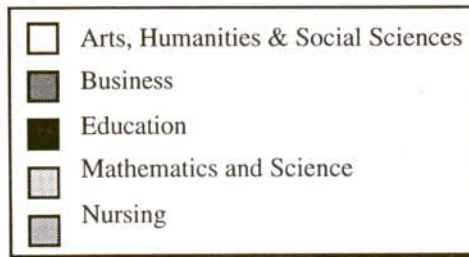 Arts, Humanities & Social Sciences
Business
Education
Mathematics and Science
Nursing